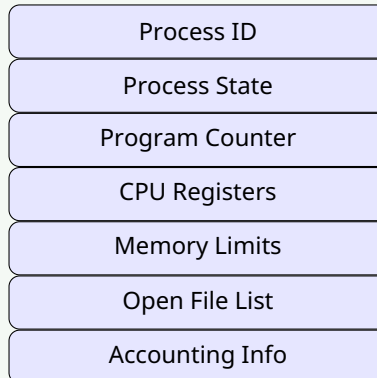 Process ID
Process State
Program Counter
CPU Registers
Memory Limits
Open File List
Accounting Info